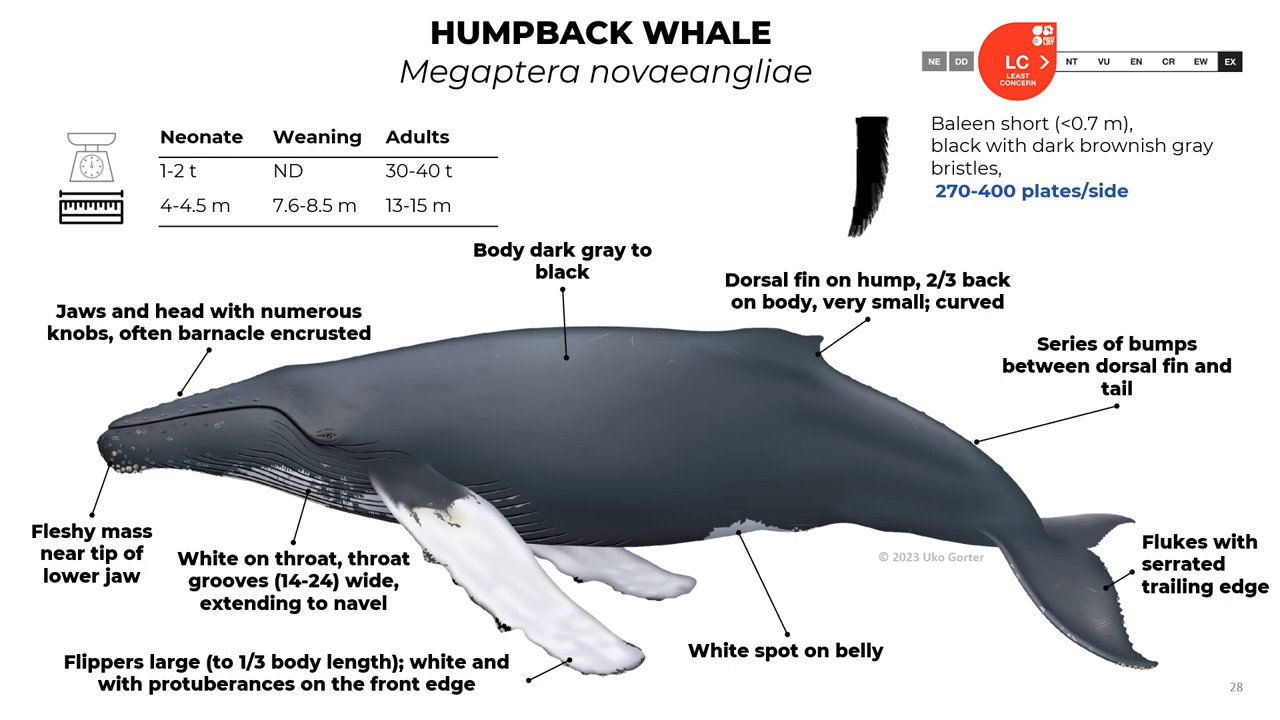 HUMPBACK WHALE
Megaptera novaeangliae
NE DD LC NT VU EN CR EW EX
LEAST
CONCERN
Neonate Weaning Adults
1-2 t ND 30-40 t
4-4.5 m 7.6-8.5 m 13-15 m
Baleen short (<0.7 m),
black with dark brownish gray
bristles,
270-400 plates/side
Body dark gray to
black
Dorsal fin on hump, 2/3 back
on body, very small; curved
Jaws and head with numerous
knobs, often barnacle encrusted
Series of bumps
between dorsal fin and
tail
Fleshy mass
near tip of
lower jaw
White on throat, throat
grooves (14-24) wide,
extending to navel
© 2023 Uko Gorter
Flukes with
serrated
trailing edge
White spot on belly
Flippers large (to 1/3 body length); white and
with protuberances on the front edge
28